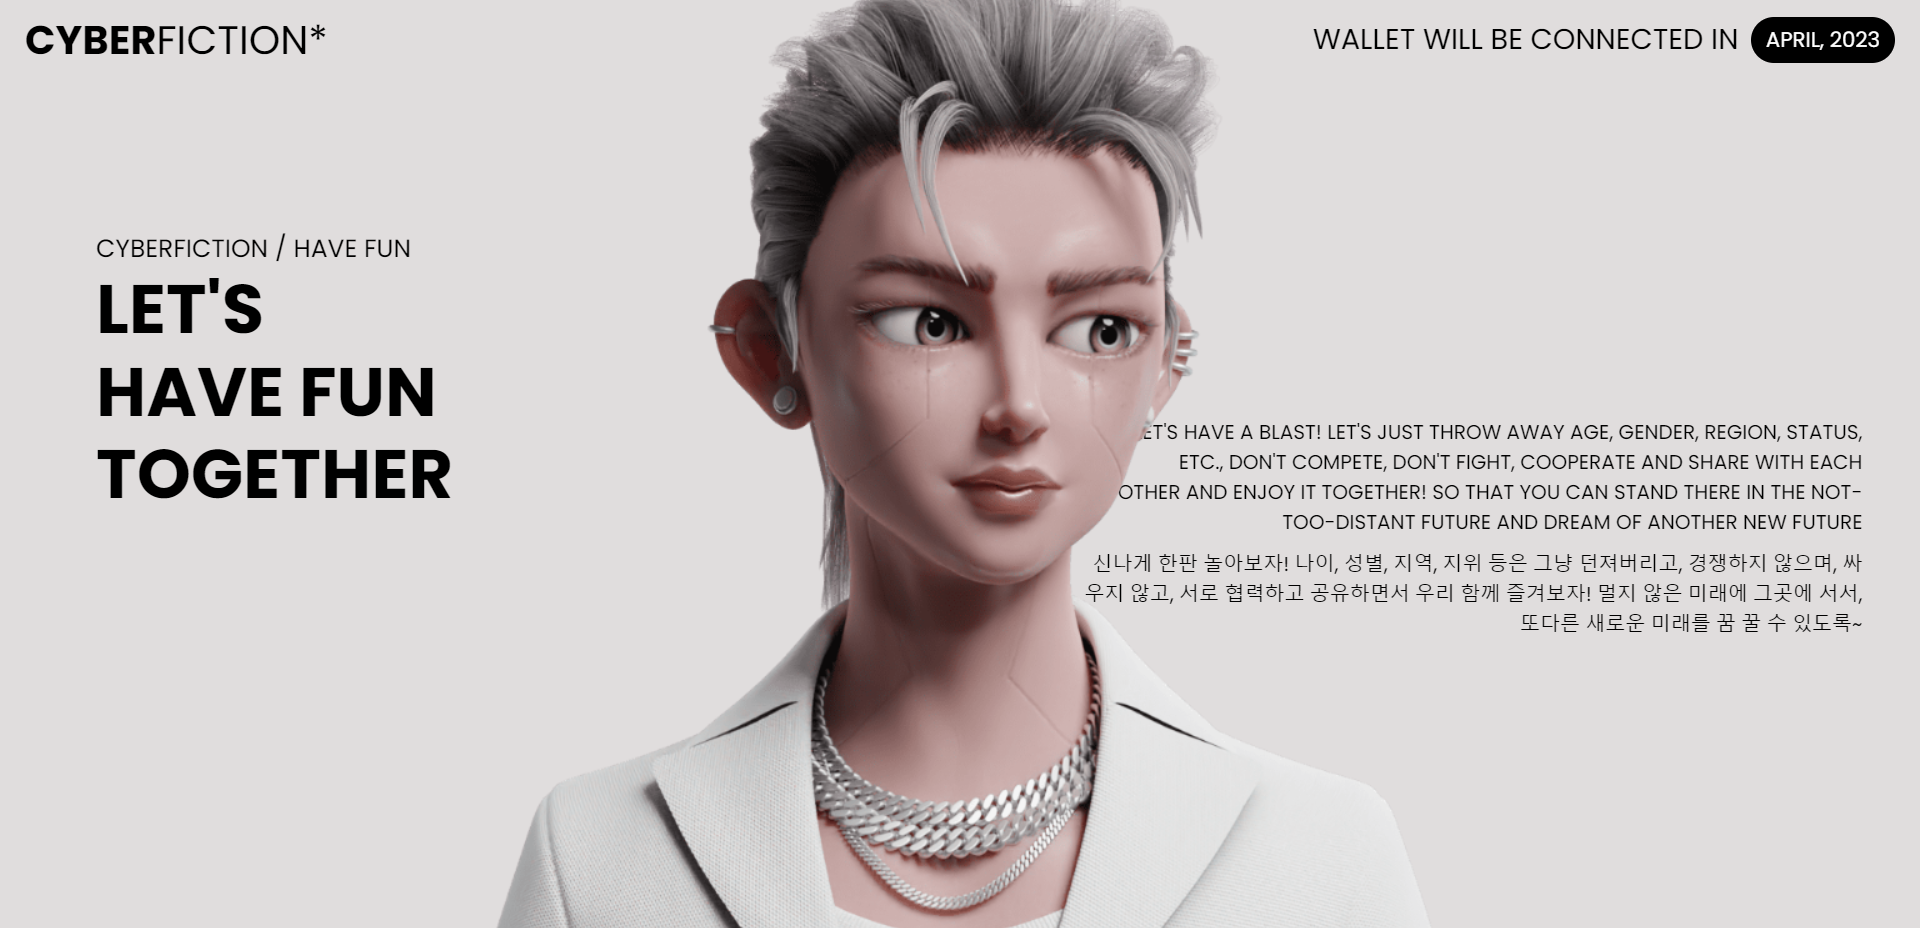 CYBERFICTION*
WALLET WILL BE CONNECTED IN APRIL, 2023
CYBERFICTION / HAVE FUN
LET'S
HAVE FUN
TOGETHER
ET'S HAVE A BLAST! LET'S JUST THROW AWAY AGE, GENDER, REGION, STATUS,
ETC., DON'T COMPETE, DON'T FIGHT, COOPERATE AND SHARE WITH EACH
OTHER AND ENJOY IT TOGETHER! SO THAT YOU CAN STAND THERE IN THE NOT-
TOO-DISTANT FUTURE AND DREAM OF ANOTHER NEW FUTURE
신나게 한판 놀아보자! 나이, 성별, 지역, 지위 등은 그냥 던져버리고, 경쟁하지 않으며, 싸
우지 않고, 서로 협력하고 공유하면서 우리 함께 즐겨보자! 멀지 않은 미래에 그곳에 서서,
또다른 새로운 미래를 꿈 꿀 수 있도록~